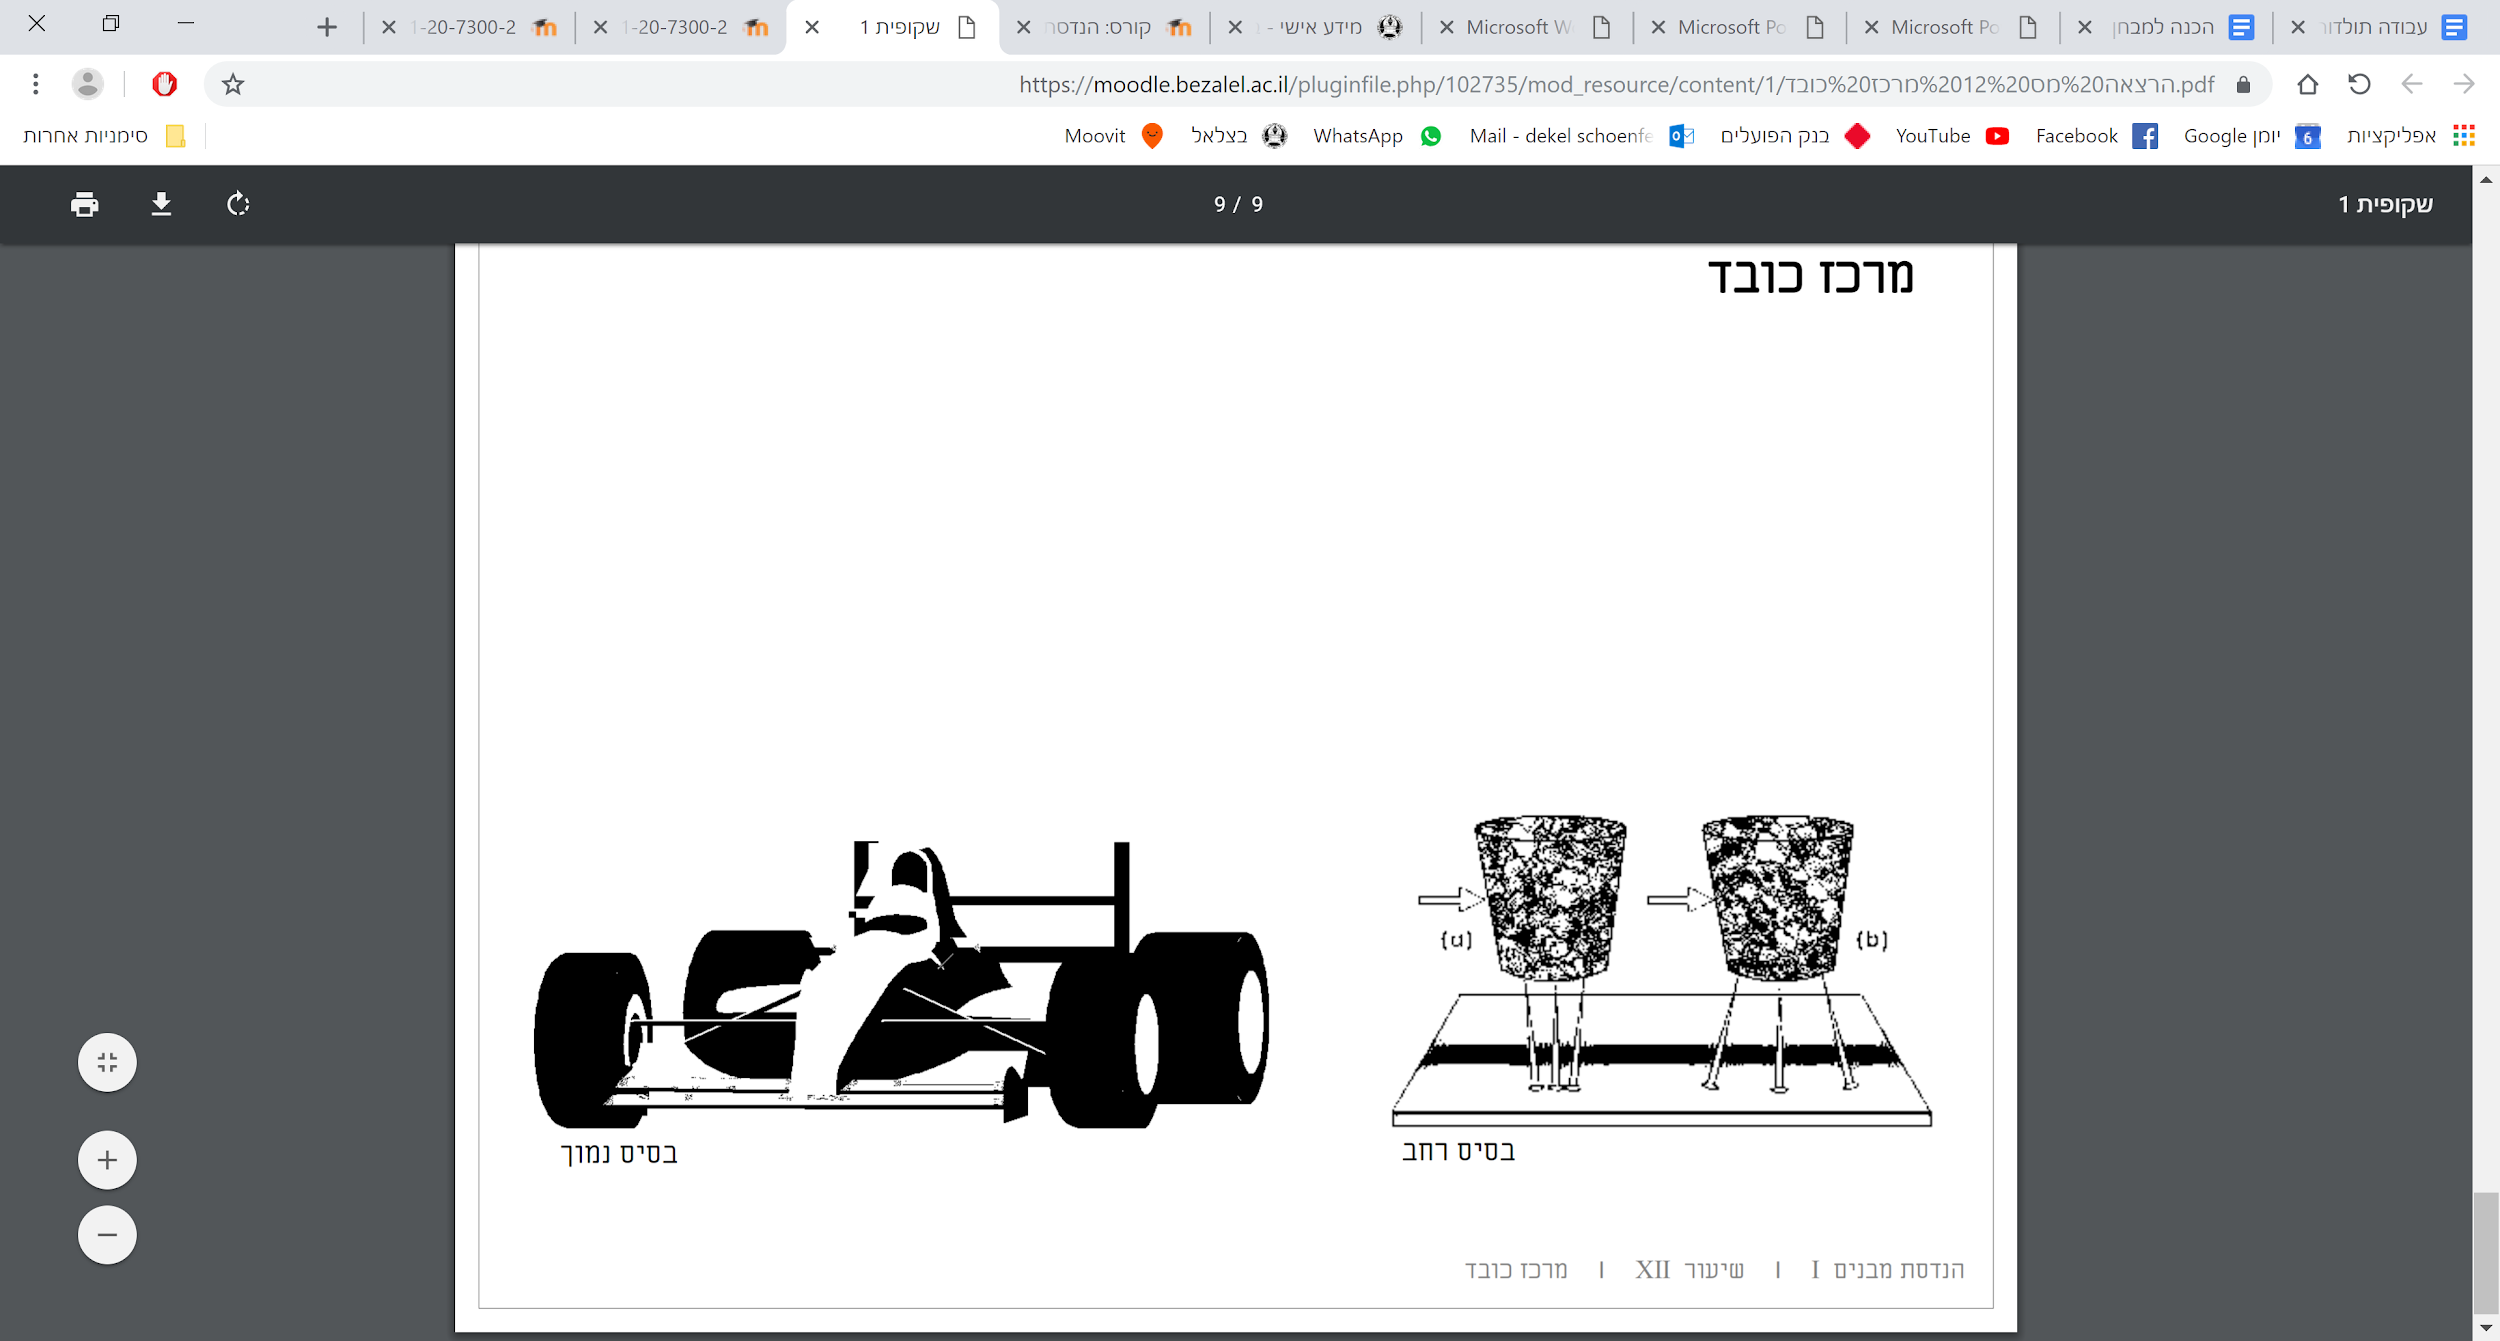 עבודה תולדות
הכנה למבחן
Microsoft Po
Microsoft Po
Microsoft W
מידע אישי -
קורס: הנדסת
שקופית 1
1-20-7300-2
1-20-7300-2
https://moodle.bezalel.ac.il/pluginfile.php/102735/mod_resource/content/1/הרצאה%20מס%2012%20מרכז%20כובד.pdf
אפליקציות
יומן Google
Facebook
YouTube
בנק הפועלים
Mail - dekel schoenfe
WhatsApp
בצלאל
Moovit
סימניות אחרות
שקופית 1
9 / 9
מרכז כובד
(a)
(b)
בסיס רחב
בסיס נמוך
הנדסת מבנים I | שיעור XII | מרכז כובד